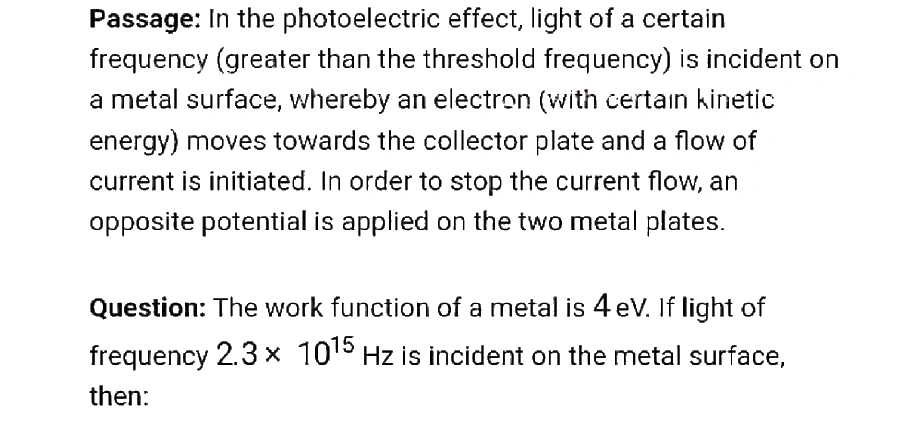 Passage: In the photoelectric effect, light of a certain
frequency (greater than the threshold frequency) is incident on
a metal surface, whereby an electron (with certain kinetic
energy) moves towards the collector plate and a flow of
current is initiated. In order to stop the current flow, an
opposite potential is applied on the two metal plates.
Question: The work function of a metal is 4 eV. If light of
frequency 2.3 × 10¹⁵ Hz is incident on the metal surface,
then: